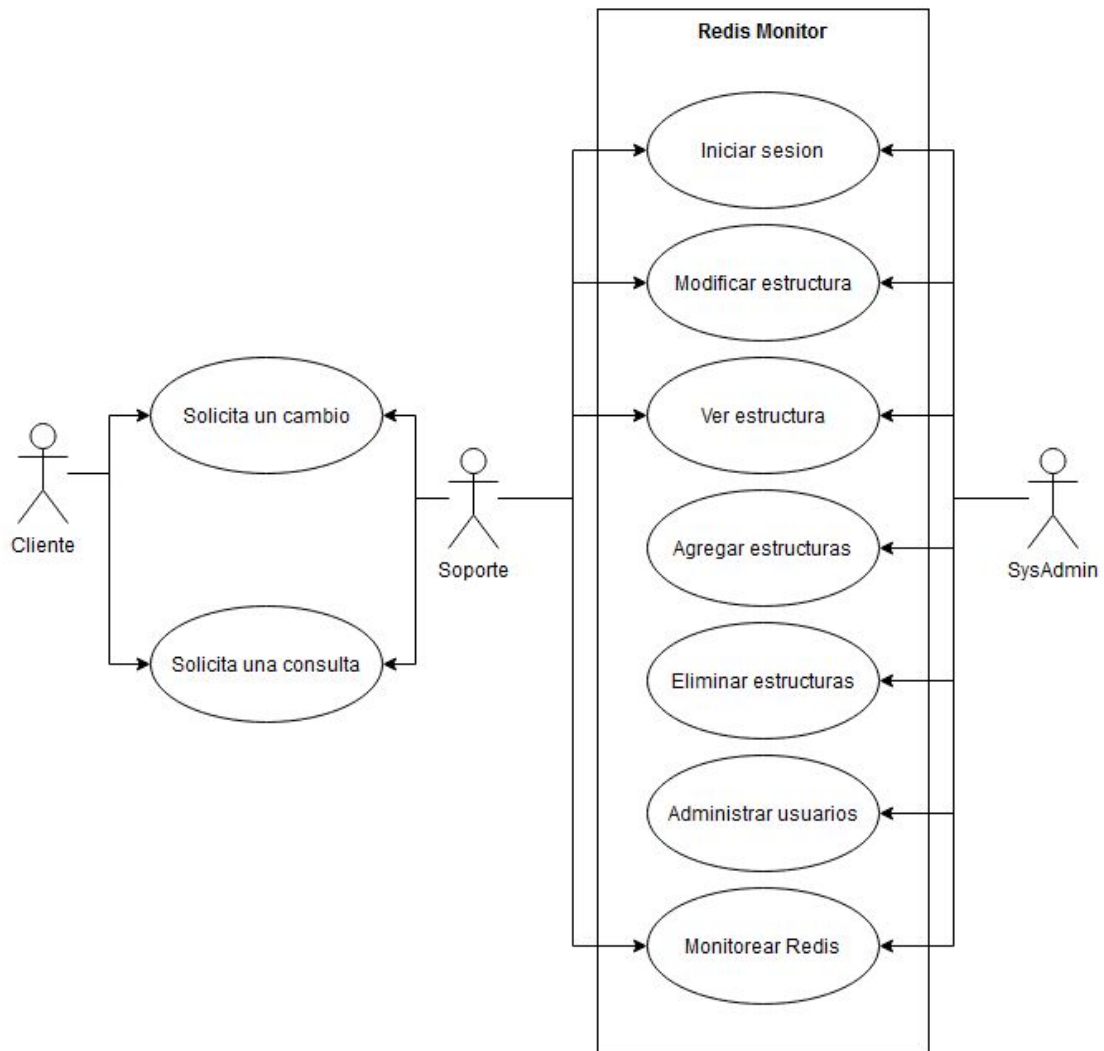 Redis Monitor
Iniciar sesion
Modificar estructura
Solicita un cambio
Ver estructura
Cliente
Soporte
Agregar estructuras
SysAdmin
Solicita una consulta
Eliminar estructuras
Administrar usuarios
Monitorear Redis